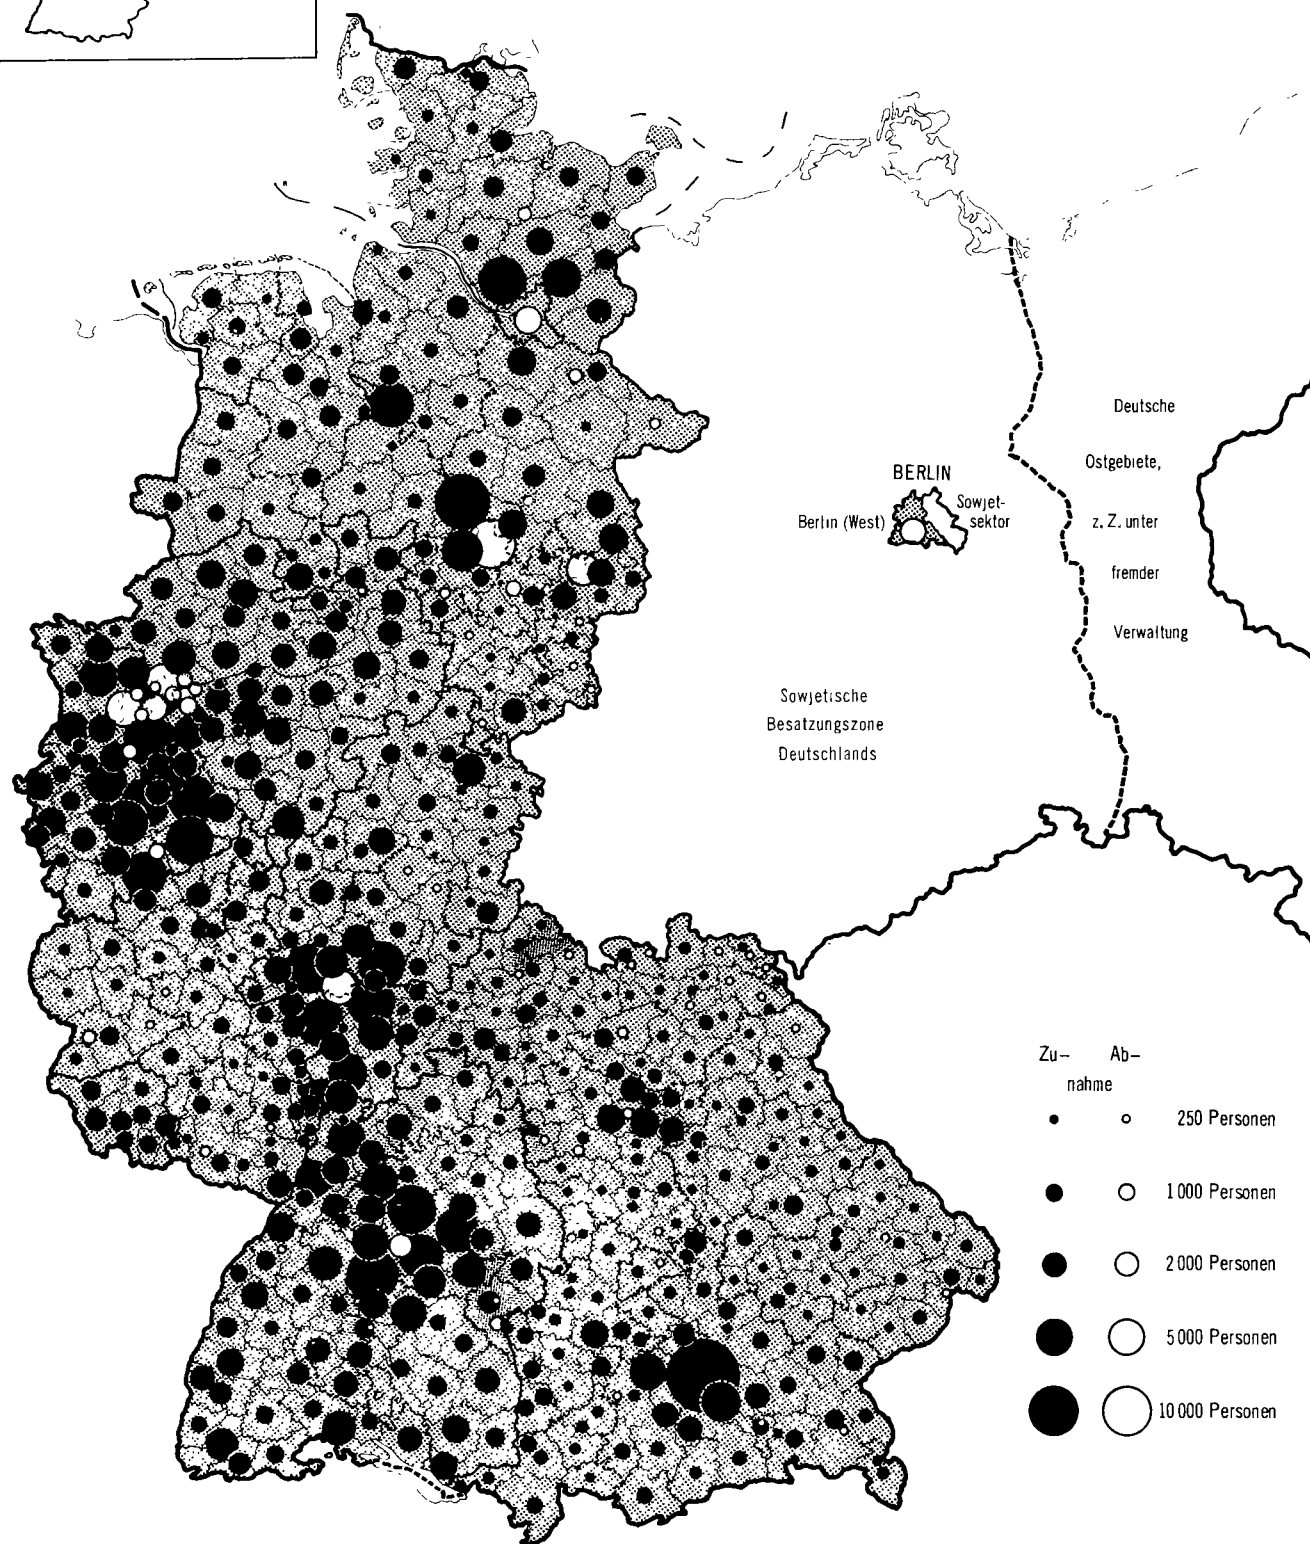 Deutsche
Ostgebiete,
z. Z. unter
fremder
Verwaltung
BERLIN
Berlin (West)
Sowjet-
sektor
Sowjetische
Besatzungszone
Deutschlands
Zu- Ab-
nahme
250 Personen
1 000 Personen
2 000 Personen
5 000 Personen
10 000 Personen